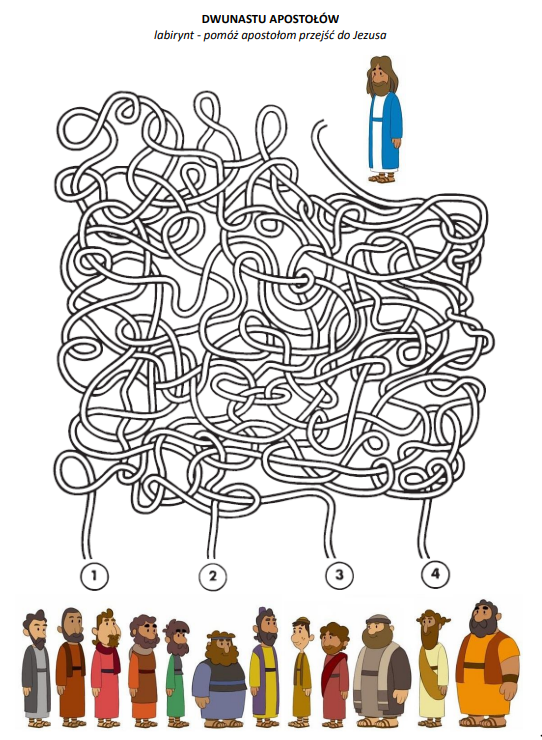 DWUNASTU APOSTOŁÓW
labirynt - pomóż apostołom przejść do Jezusa
1 2 3 4